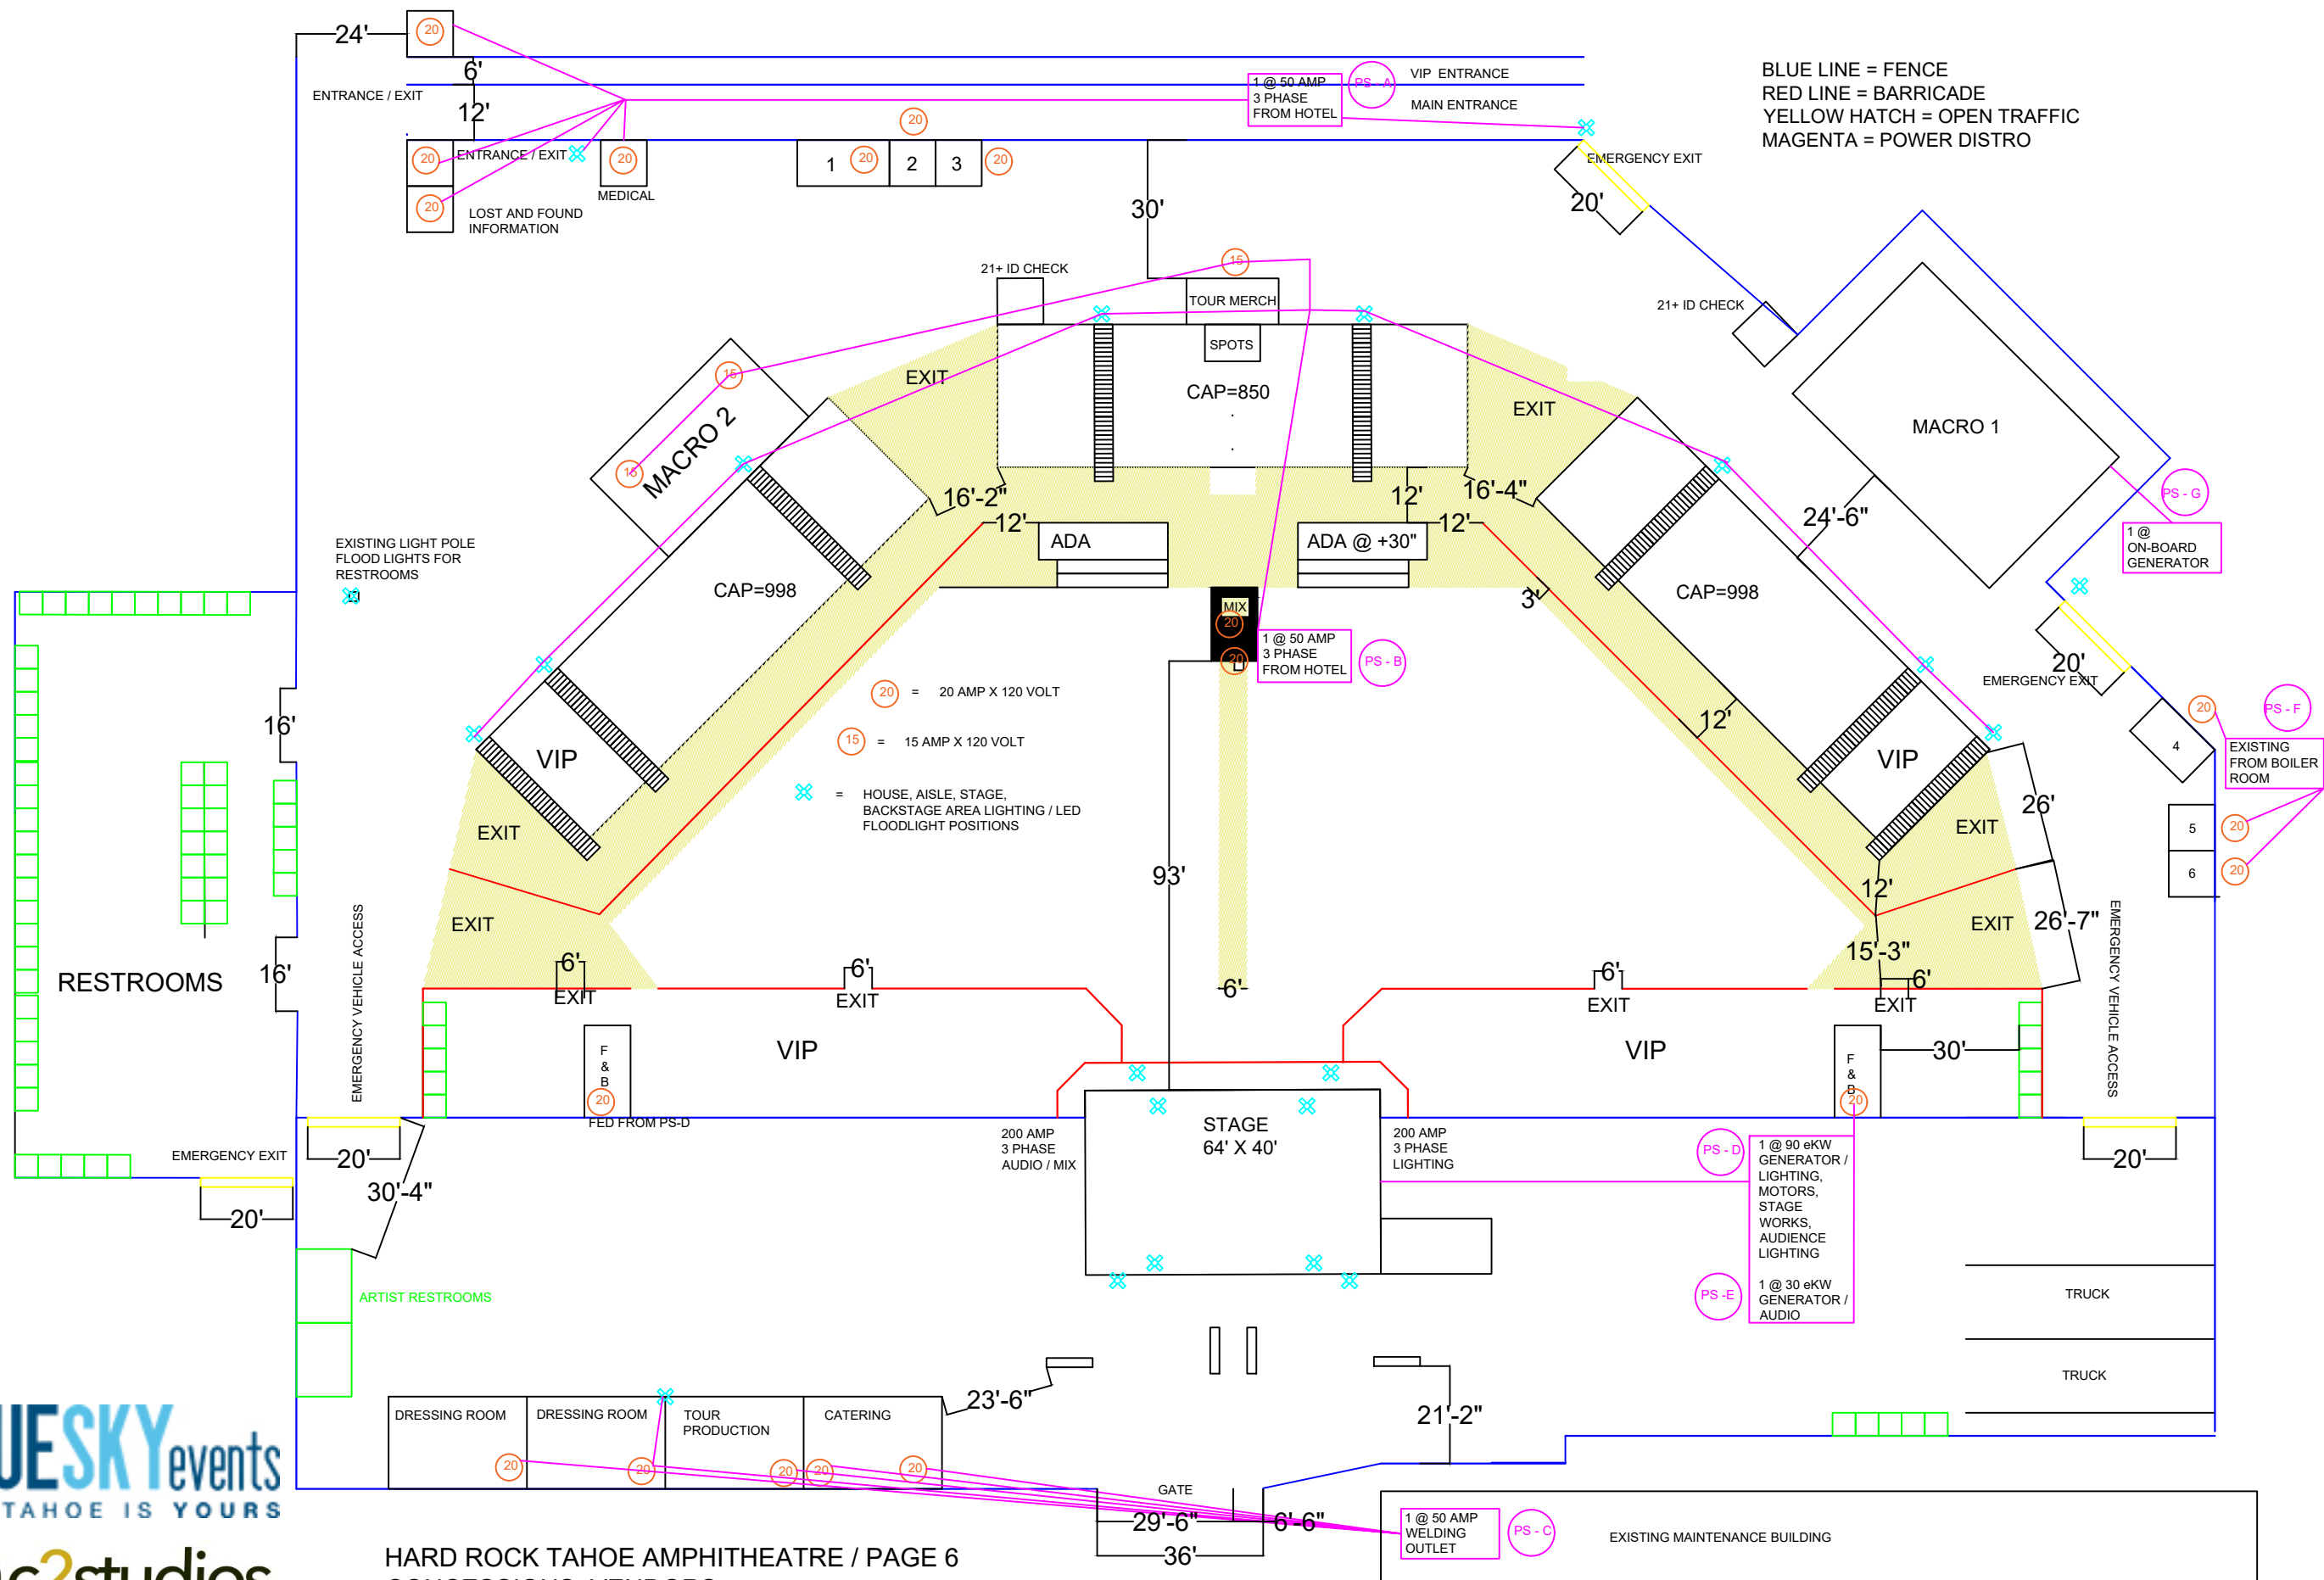 24'
20
6'
12'
ENTRANCE / EXIT
1 @ 50 AMP
3 PHASE
FROM HOTEL
PS - A
VIP ENTRANCE
MAIN ENTRANCE
BLUE LINE = FENCE
RED LINE = BARRICADE
YELLOW HATCH = OPEN TRAFFIC
MAGENTA = POWER DISTRO
20
ENTRANCE / EXIT
20
MEDICAL
20
LOST AND FOUND
INFORMATION
20
1
20
2
3
20
30'
EMERGENCY EXIT
20'
21+ ID CHECK
15
TOUR MERCH
SPOTS
CAP=850
21+ ID CHECK
MACRO 1
EXIT
EXIT
15
15
MACRO 2
16'-2"
12'
12'
12'
16'-4"
24'-6"
PS - G
1 @
ON-BOARD
GENERATOR
ADA
ADA @ +30"
EXISTING LIGHT POLE
FLOOD LIGHTS FOR
RESTROOMS
CAP=998
CAP=998
MIX
20
20
1 @ 50 AMP
3 PHASE
FROM HOTEL
PS - B
3'
20'
EMERGENCY EXIT
20
=
20 AMP X 120 VOLT
15
=
15 AMP X 120 VOLT
=
HOUSE, AISLE, STAGE,
BACKSTAGE AREA LIGHTING / LED
FLOODLIGHT POSITIONS
16'
VIP
12'
VIP
20
PS - F
4
EXISTING
FROM BOILER
ROOM
26'
5
20
6
20
EXIT
EXIT
93'
12'
EXIT
EXIT
26'-7"
15'-3"
EMERGENCY VEHICLE ACCESS
EMERGENCY VEHICLE ACCESS
RESTROOMS
16'
6'
EXIT
6'
EXIT
6'
6'
EXIT
6'
EXIT
F
&
B
20
FED FROM PS-D
VIP
VIP
F
&
B
20
30'
EMERGENCY EXIT
20'
20'
30'-4"
200 AMP
3 PHASE
AUDIO / MIX
STAGE
64' X 40'
200 AMP
3 PHASE
LIGHTING
PS - D
1 @ 90 eKW
GENERATOR /
LIGHTING,
MOTORS,
STAGE
WORKS,
AUDIENCE
LIGHTING
PS -E
1 @ 30 eKW
GENERATOR /
AUDIO
20'
ARTIST RESTROOMS
TRUCK
TRUCK
DRESSING ROOM
DRESSING ROOM
TOUR
PRODUCTION
CATERING
20
20
20
20
20
23'-6"
21'-2"
GATE
29'-6"
6'-6"
36'
1 @ 50 AMP
WELDING
OUTLET
PS - C
EXISTING MAINTENANCE BUILDING
UESKYevents
TAHOE IS YOURS
c2studios
HARD ROCK TAHOE AMPHITHEATRE / PAGE 6